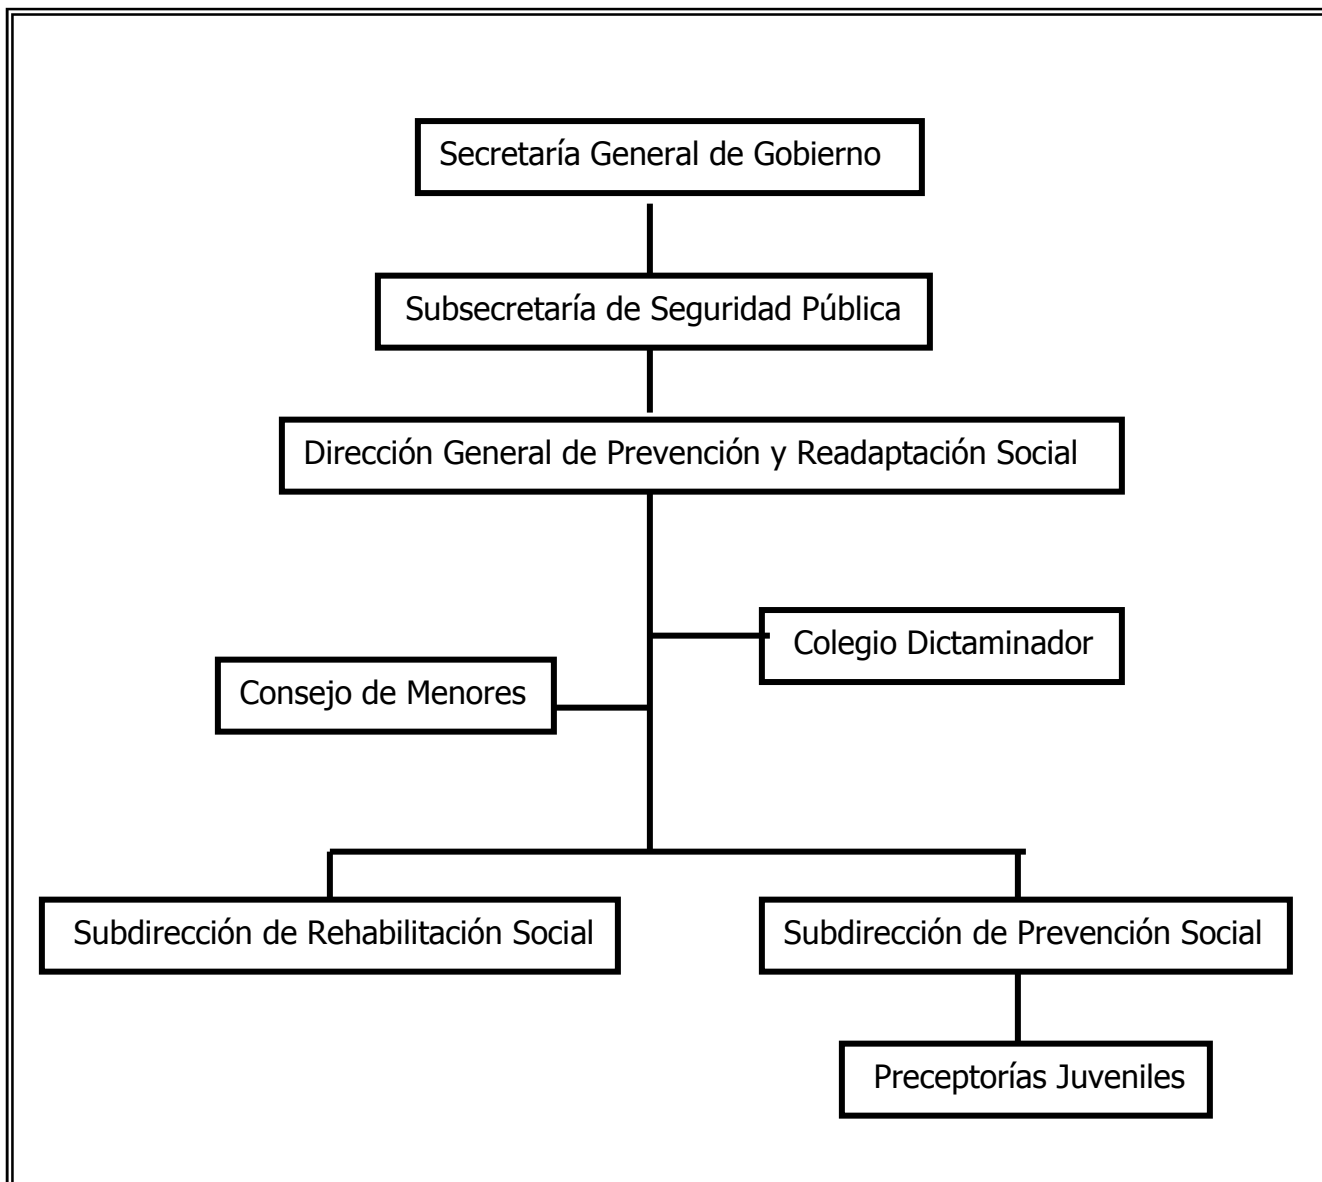 Secretaría General de Gobierno
Subsecretaría de Seguridad Pública
Dirección General de Prevención y Readaptación Social
Colegio Dictaminador
Consejo de Menores
Subdirección de Rehabilitación Social
Subdirección de Prevención Social
Preceptorías Juveniles